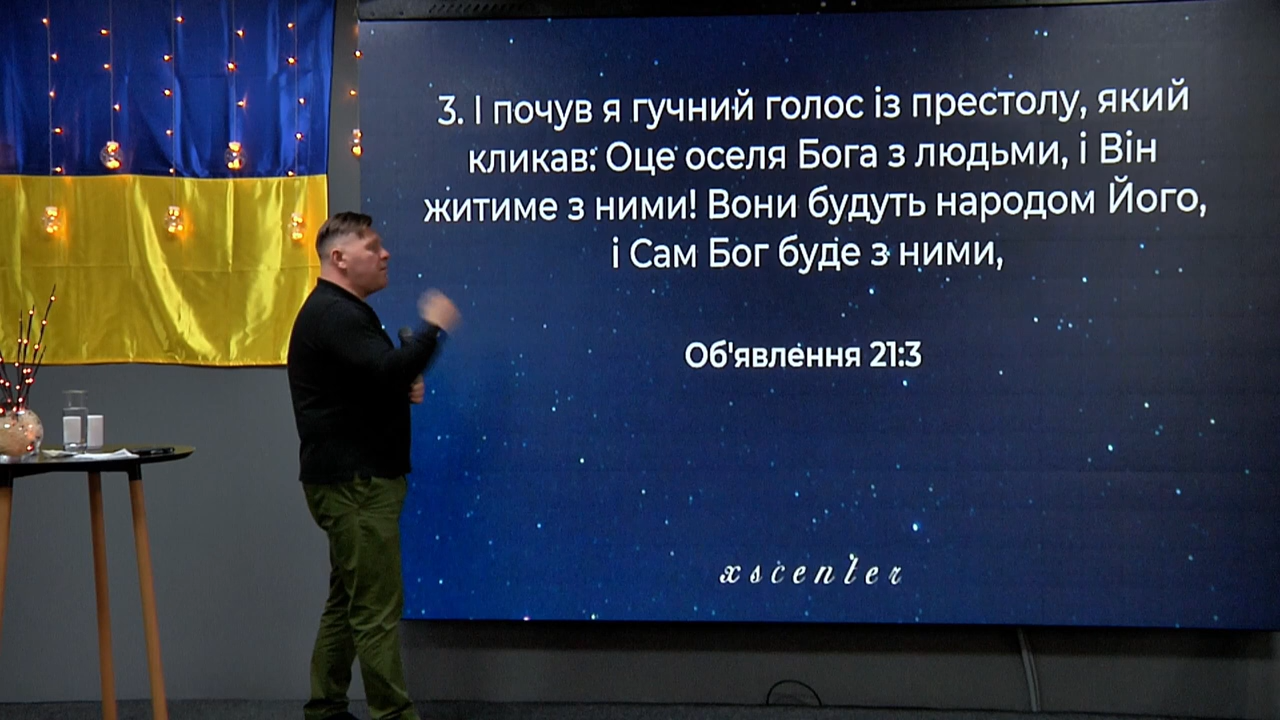 3. І почув я гучний голос із престолу, який
кликав: Оце оселя Бога з людьми, і Він
житиме з ними! Вони будуть народом Його,
і Сам Бог буде з ними,
Об'явлення 21:3
xscenter